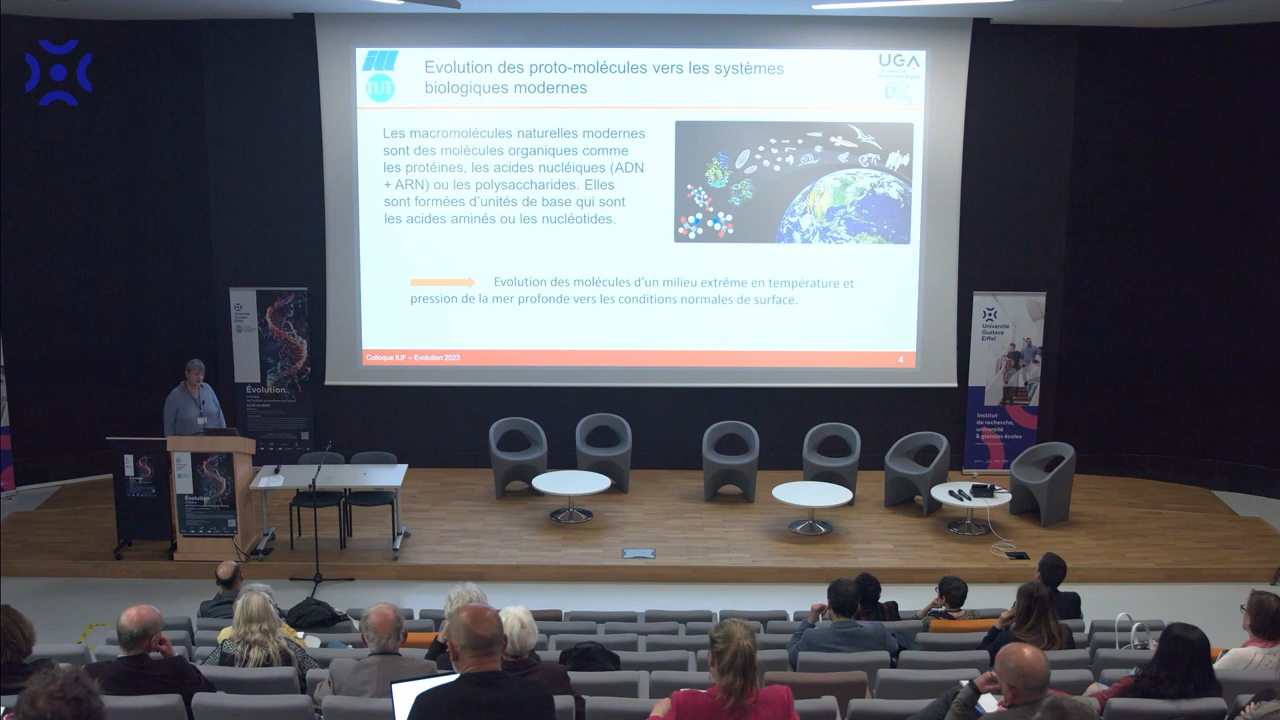 ill
IUF
UGA
Evolution des proto-molécules vers les systèmes
biologiques modernes
Les macromolécules naturelles modernes
sont des molécules organiques comme
les protéines, les acides nucléiques (ADN
+ ARN) ou les polysaccharides. Elles
sont formées d'unités de base qui sont
les acides aminés ou les nucléotides.
Evolution des molécules d'un milieu extrême en température et
pression de la mer profonde vers les conditions normales de surface.
Colloque IUF – Evolution 2023
4
Évolution
Université
Gustave
Eiffel
Institut
de recherche,
université
& grandes écoles
Évolution